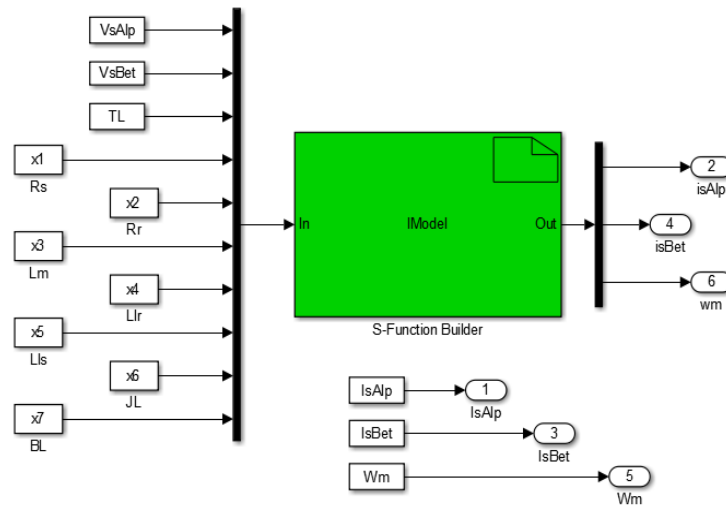 VsAlp
VsBet
TL
x1
Rs
x2
Rr
x3
Lm
x4
Llr
x5
Lls
x6
JL
x7
BL
In
IModel
Out
S-Function Builder
2
isAlp
4
isBet
6
wm
IsAlp
1
IsAlp
IsBet
3
IsBet
Wm
5
Wm